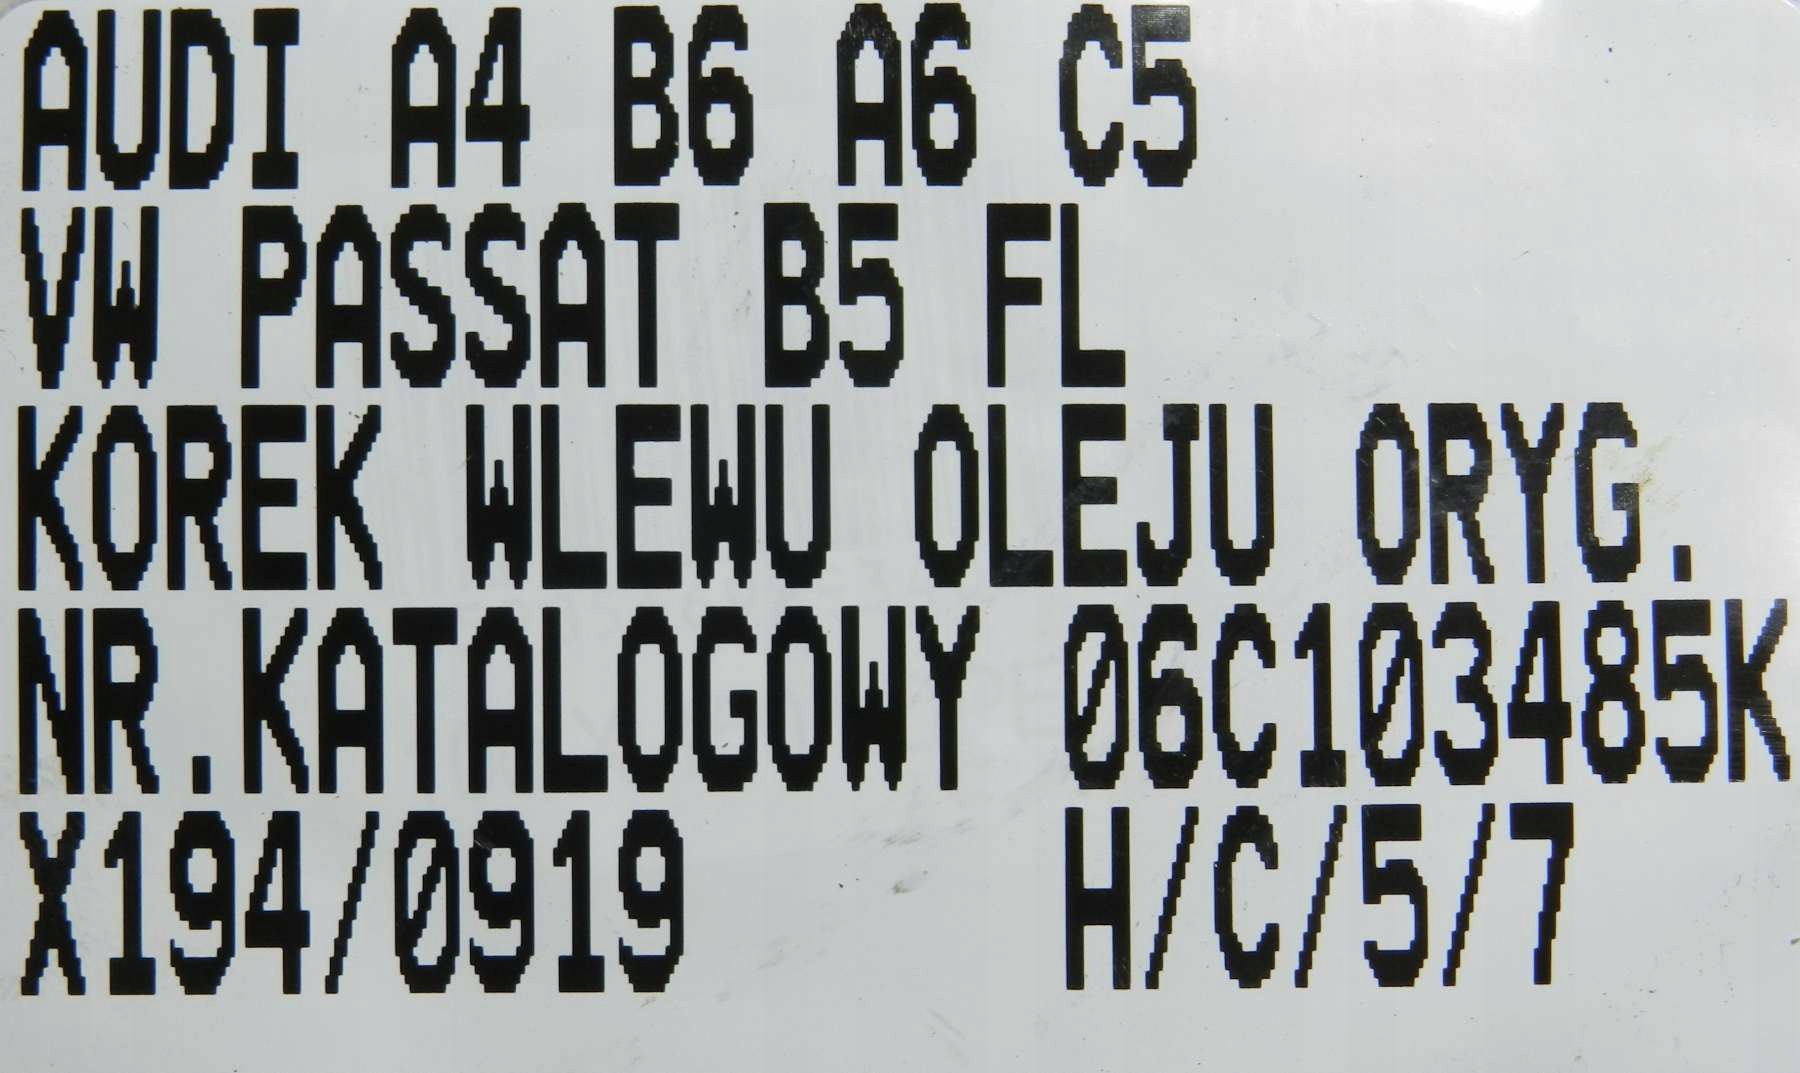 AUDI A4 B6 A6 C5
VW PASSAT B5 FL
KOREK WLEWU OLEJU ORYG.
NR.KATALOGOWY 06C103485K
X194/0919 H/C/5/7